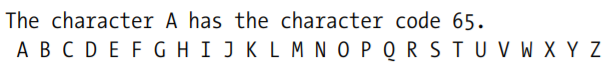 The character A has the character code 65.
A B C D E F G H I J K L M N O P Q R S T U V W X Y Z